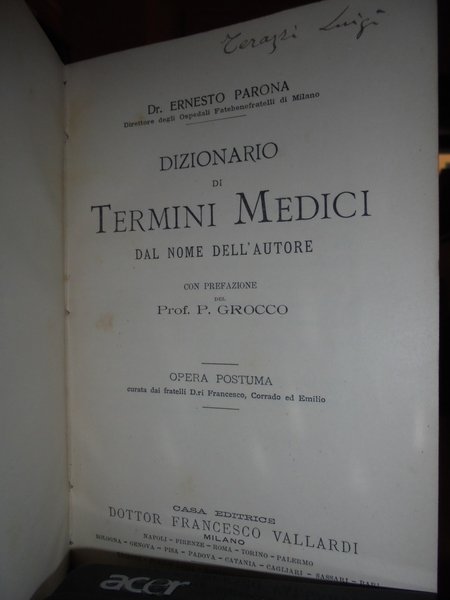 Terazzi Luigi
Dr. ERNESTO PARONA
Direttore degli Ospedali Fatebenefratelli di Milano
DIZIONARIO
DI
TERMINI MEDICI
DAL NOME DELL'AUTORE
CON PREFAZIONE
DEL
Prof. P. GROCCO
OPERA POSTUMA
curata dai fratelli D.ri Francesco, Corrado ed Emilio
CASA EDITRICE
DOTTOR FRANCESCO VALLARDI
MILANO
NAPOLI - FIRENZE - ROMA - TORINO - PALERMO
BOLOGNA - GENOVA - PISA - PADOVA - CATANIA - CAGLIARI - SASSARI - BARI
acer